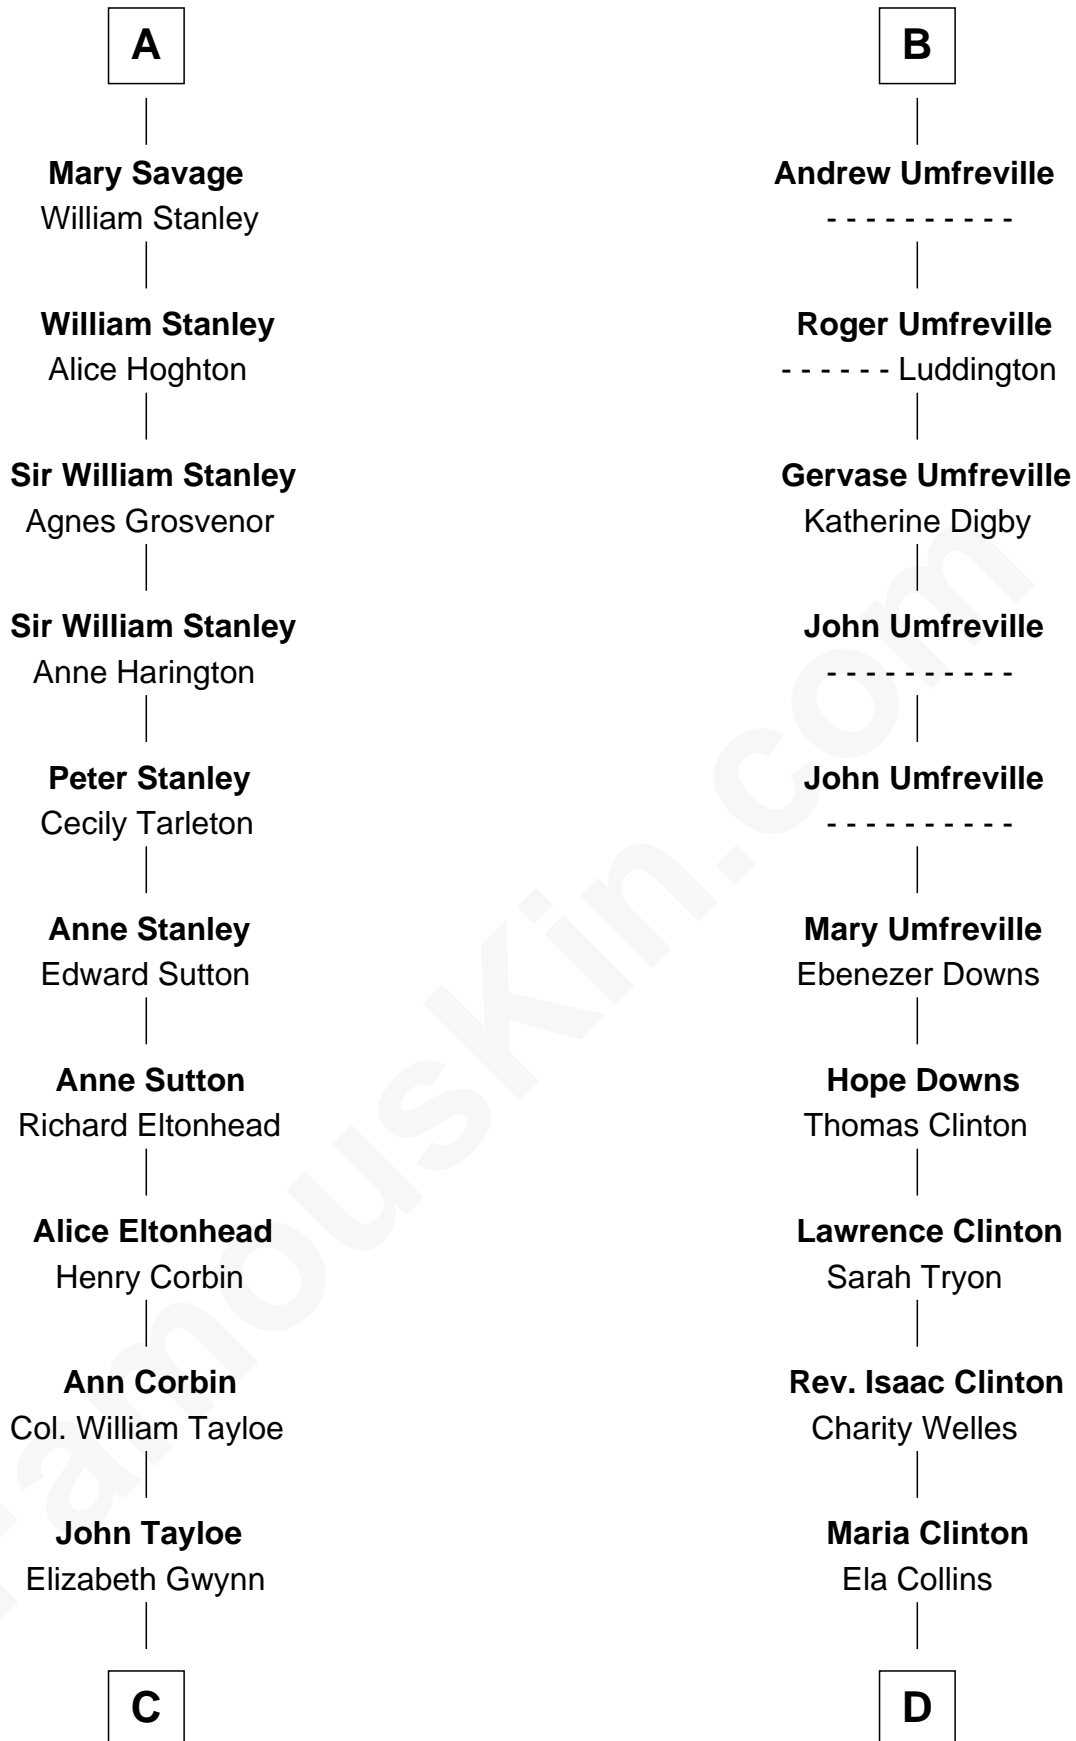 A
Mary Savage
William Stanley
William Stanley
Alice Hoghton
Sir William Stanley
Agnes Grosvenor
Sir William Stanley
Anne Harington
Peter Stanley
Cecily Tarleton
Anne Stanley
Edward Sutton
Anne Sutton
Richard Eltonhead
Alice Eltonhead
Henry Corbin
Ann Corbin
Col. William Tayloe
John Tayloe
Elizabeth Gwynn
C
B
Andrew Umfreville
- - - - - - - - - -
Roger Umfreville
- - - - - - Luddington
Gervase Umfreville
Katherine Digby
John Umfreville
- - - - - - - - - -
John Umfreville
- - - - - - - - - -
Mary Umfreville
Ebenezer Downs
Hope Downs
Thomas Clinton
Lawrence Clinton
Sarah Tryon
Rev. Isaac Clinton
Charity Welles
Maria Clinton
Ela Collins
D
FamousKin.com